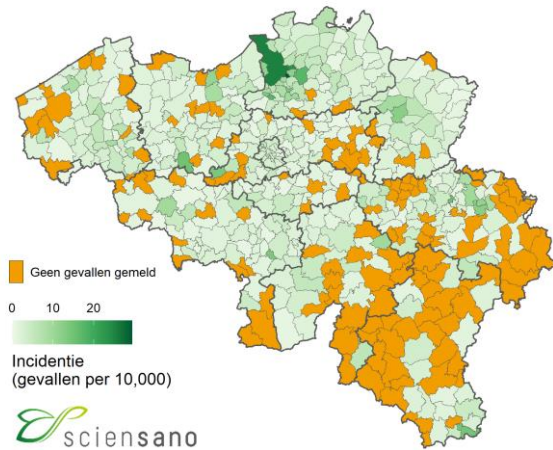 Geen gevallen gemeld
0 10 20
Incidentie
(gevallen per 10,000)
sciensano